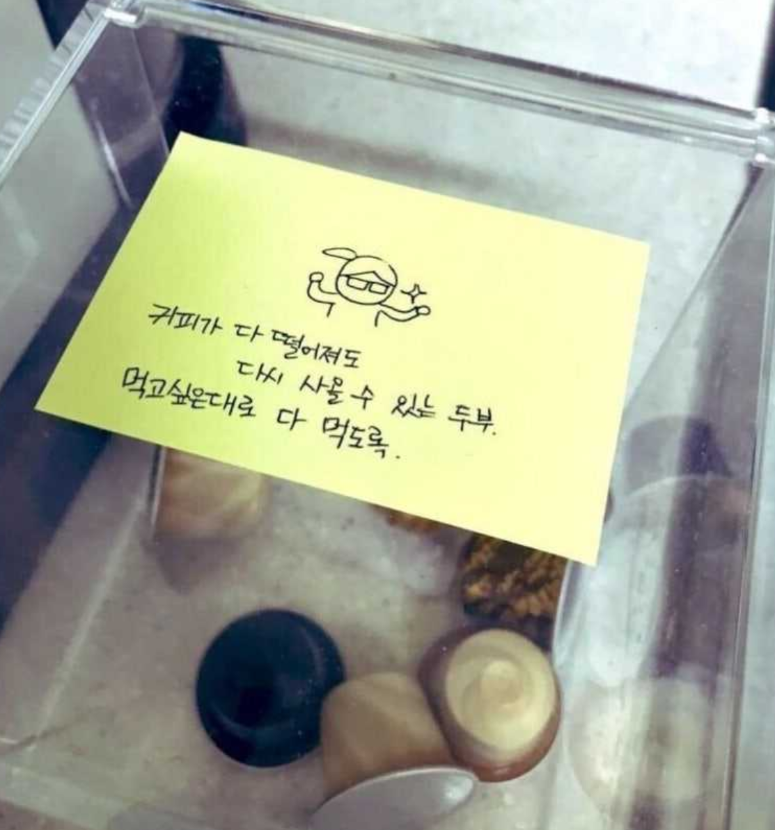 커피가 다 떨어져도
다시 사올 수 있는 두부.
먹고싶은대로 다 먹도록.